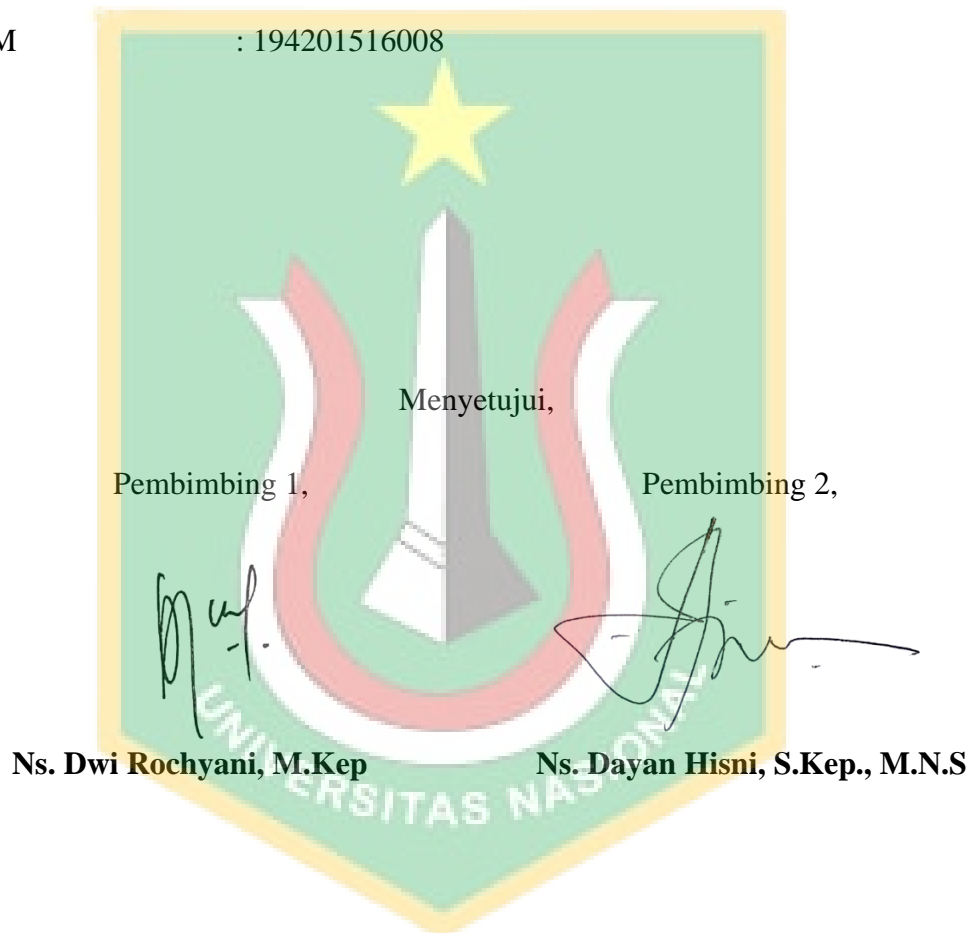 M : 194201516008
Menyetujui,
Pembimbing 1, Pembimbing 2,
Ns. Dwi Rochyani, M.Kep Ns. Dayan Hisni, S.Kep., M.N.S
UNIVERSITAS NASIONAL